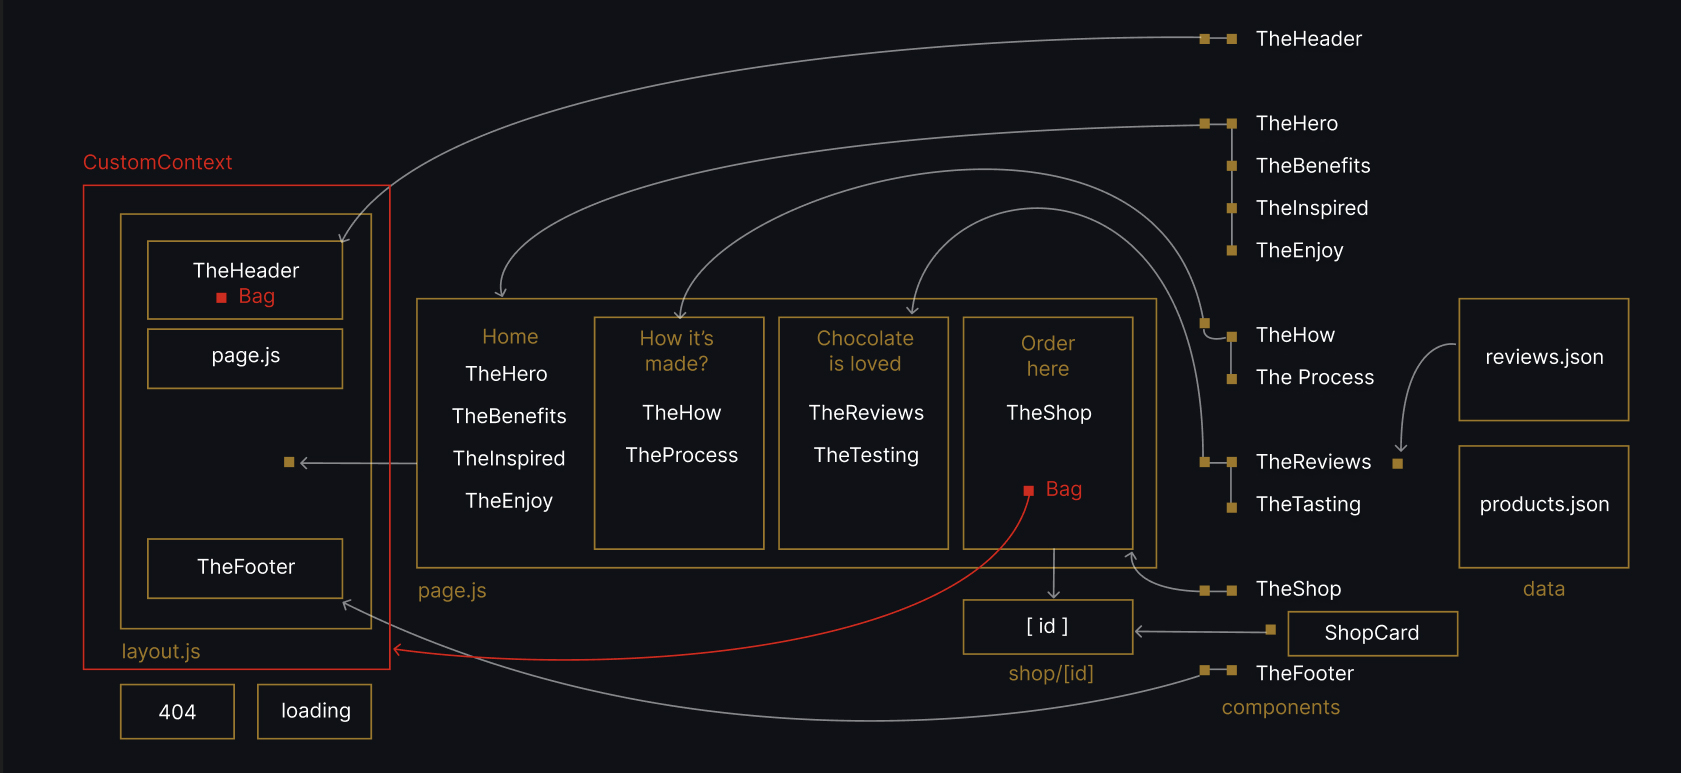 CustomContext
TheHeader
Bag
page.js
TheFooter
layout.js
404
loading
Home
TheHero
TheBenefits
TheInspired
TheEnjoy
How it’s
made?
TheHow
TheProcess
Chocolate
is loved
TheReviews
TheTesting
Order
here
TheShop
Bag
page.js
[ id ]
shop/[id]
TheHeader
TheHero
TheBenefits
TheInspired
TheEnjoy
TheHow
The Process
TheReviews
TheTasting
TheShop
ShopCard
TheFooter
components
reviews.json
products.json
data